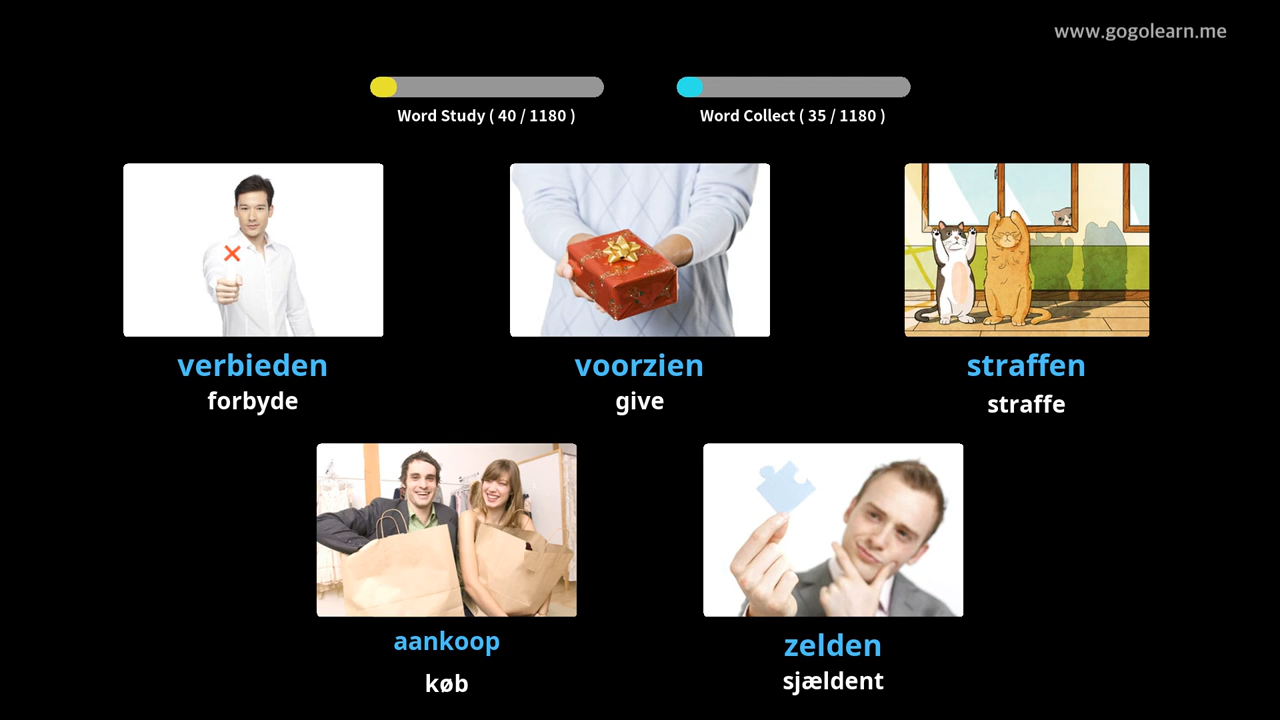 www.gogolearn.me
Word Study ( 40 / 1180 )
Word Collect ( 35 / 1180 )
verbieden
forbyde
voorzien
give
straffen
straffe
aankoop
køb
zelden
sjældent